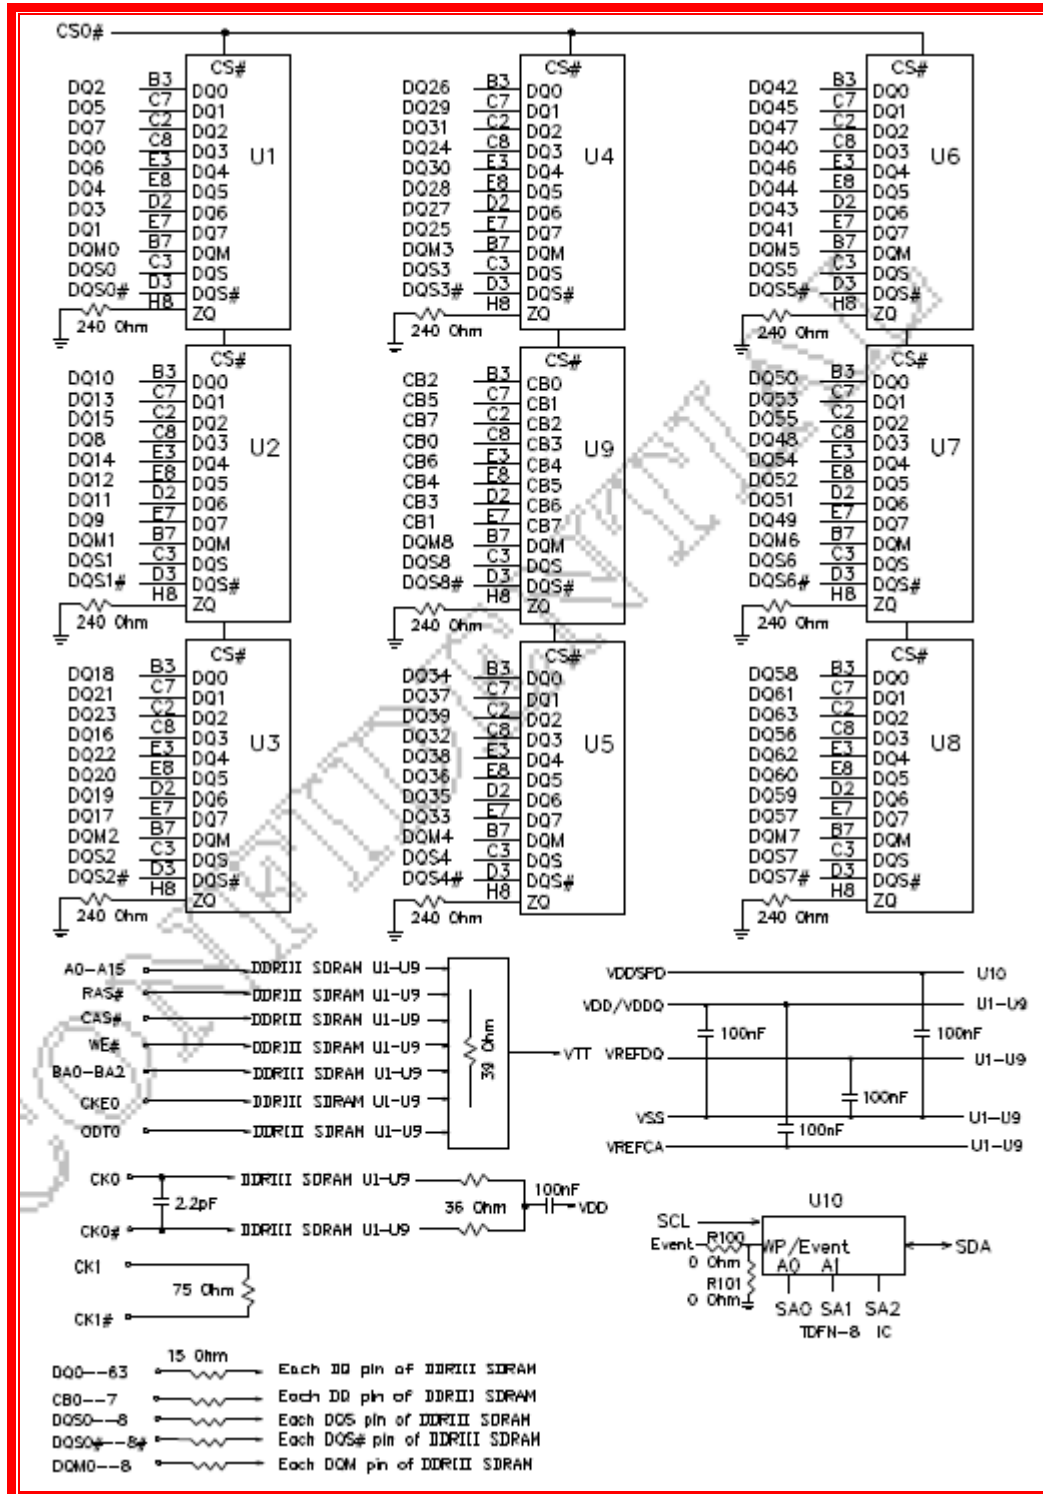 CS0#
CS#
DQ2 B3 DQ0
DQ5 C7 DQ1
DQ7 C2 DQ2
DQ0 C8 DQ3
DQ6 E3 DQ4
DQ4 E8 DQ5
DQ3 D2 DQ6
DQ1 E7 DQ7
DQM0 B7 DQM
DQS0 C3 DQS
DQS0# D3 DQS#
H8 ZQ
240 Ohm
U1
CS#
DQ26 B3 DQ0
DQ29 C7 DQ1
DQ31 C2 DQ2
DQ24 C8 DQ3
DQ30 E3 DQ4
DQ28 E8 DQ5
DQ27 D2 DQ6
DQ25 E7 DQ7
DQM3 B7 DQM
DQS3 C3 DQS
DQS3# D3 DQS#
H8 ZQ
240 Ohm
U4
CS#
DQ42 B3 DQ0
DQ45 C7 DQ1
DQ47 C2 DQ2
DQ40 C8 DQ3
DQ46 E3 DQ4
DQ44 E8 DQ5
DQ43 D2 DQ6
DQ41 E7 DQ7
DQM5 B7 DQM
DQS5 C3 DQS
DQS5# D3 DQS#
H8 ZQ
240 Ohm
U6
CS#
DQ10 B3 DQ0
DQ13 C7 DQ1
DQ15 C2 DQ2
DQ8 C8 DQ3
DQ14 E3 DQ4
DQ12 E8 DQ5
DQ11 D2 DQ6
DQ9 E7 DQ7
DQM1 B7 DQM
DQS1 C3 DQS
DQS1# D3 DQS#
H8 ZQ
240 Ohm
U2
CS#
CB2 B3 CB0
CB5 C7 CB1
CB7 C2 CB2
CB0 C8 CB3
CB6 E3 CB4
CB4 E8 CB5
CB3 D2 CB6
CB1 E7 CB7
DQM8 B7 DQM
DQS8 C3 DQS
DQS8# D3 DQS#
H8 ZQ
240 Ohm
U9
CS#
DQ50 B3 DQ0
DQ53 C7 DQ1
DQ55 C2 DQ2
DQ48 C8 DQ3
DQ54 E3 DQ4
DQ52 E8 DQ5
DQ51 D2 DQ6
DQ49 E7 DQ7
DQM6 B7 DQM
DQS6 C3 DQS
DQS6# D3 DQS#
H8 ZQ
240 Ohm
U7
CS#
DQ18 B3 DQ0
DQ21 C7 DQ1
DQ23 C2 DQ2
DQ16 C8 DQ3
DQ22 E3 DQ4
DQ20 E8 DQ5
DQ19 D2 DQ6
DQ17 E7 DQ7
DQM2 B7 DQM
DQS2 C3 DQS
DQS2# D3 DQS#
H8 ZQ
240 Ohm
U3
CS#
DQ34 B3 DQ0
DQ37 C7 DQ1
DQ39 C2 DQ2
DQ32 C8 DQ3
DQ38 E3 DQ4
DQ36 E8 DQ5
DQ35 D2 DQ6
DQ33 E7 DQ7
DQM4 B7 DQM
DQS4 C3 DQS
DQS4# D3 DQS#
H8 ZQ
240 Ohm
U5
CS#
DQ58 B3 DQ0
DQ61 C7 DQ1
DQ63 C2 DQ2
DQ56 C8 DQ3
DQ62 E3 DQ4
DQ60 E8 DQ5
DQ59 D2 DQ6
DQ57 E7 DQ7
DQM7 B7 DQM
DQS7 C3 DQS
DQS7# D3 DQS#
H8 ZQ
240 Ohm
U8
CONFIDENTIAL
A0-A15 DDRIII SDRAM U1-U9
RAS# DDRIII SDRAM U1-U9
CAS# DDRIII SDRAM U1-U9
WE# DDRIII SDRAM U1-U9
BA0-BA2 DDRIII SDRAM U1-U9
CKE0 DDRIII SDRAM U1-U9
ODT0 DDRIII SDRAM U1-U9
39 Ohm
VTT
VDDSPD U10
VDD/VDDQ U1-U9
100nF 100nF
VREFDQ U1-U9
100nF
VSS U1-U9
100nF
VREFCA U1-U9
CK0 DDRIII SDRAM U1-U9
2.2pF
36 Ohm
100nF
VDD
CK0# DDRIII SDRAM U1-U9
CK1
75 Ohm
CK1#
U10
SCL
Event R100 WP/Event SDA
0 Ohm A0 A1
R101
0 Ohm
SA0 SA1 SA2
TDFN-8 IC
15 Ohm
DQ0--63 Each DQ pin of DDRIII SDRAM
CB0--7 Each DQ pin of DDRIII SDRAM
DQS0--8 Each DQS pin of DDRIII SDRAM
DQS0#--8# Each DQS# pin of DDRIII SDRAM
DQM0--8 Each DQM pin of DDRIII SDRAM